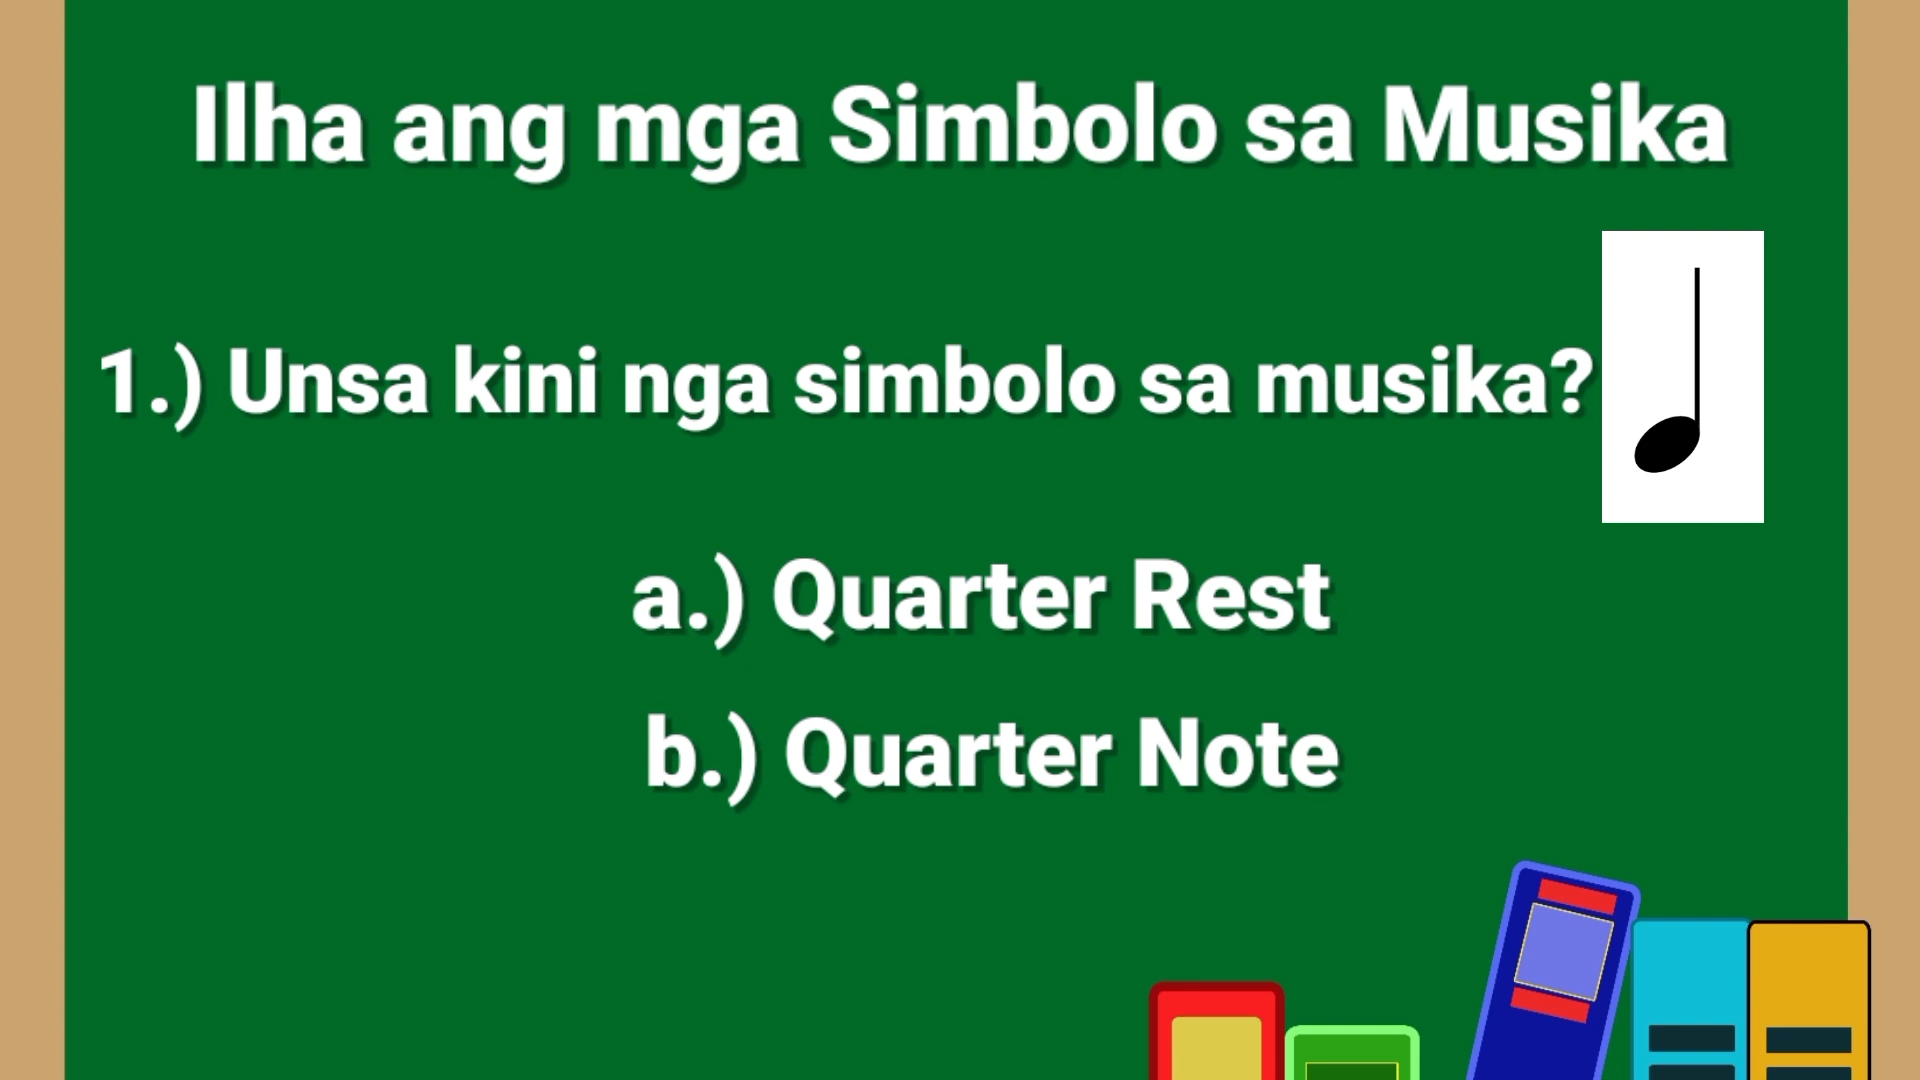 Ilha ang mga Simbolo sa Musika
1.) Unsa kini nga simbolo sa musika?
a.) Quarter Rest
b.) Quarter Note